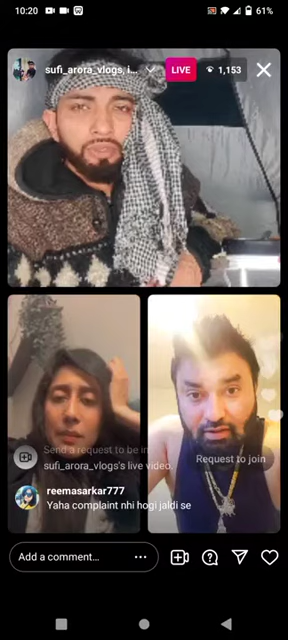 10:20
61%
sufi_arora_vlogs, i...
LIVE
1,153
Send a request to be in
sufi_arora_vlogs's live video.
Request to join
reemasarkar777
Yaha complaint nhi hogi jaldi se
Add a comment...